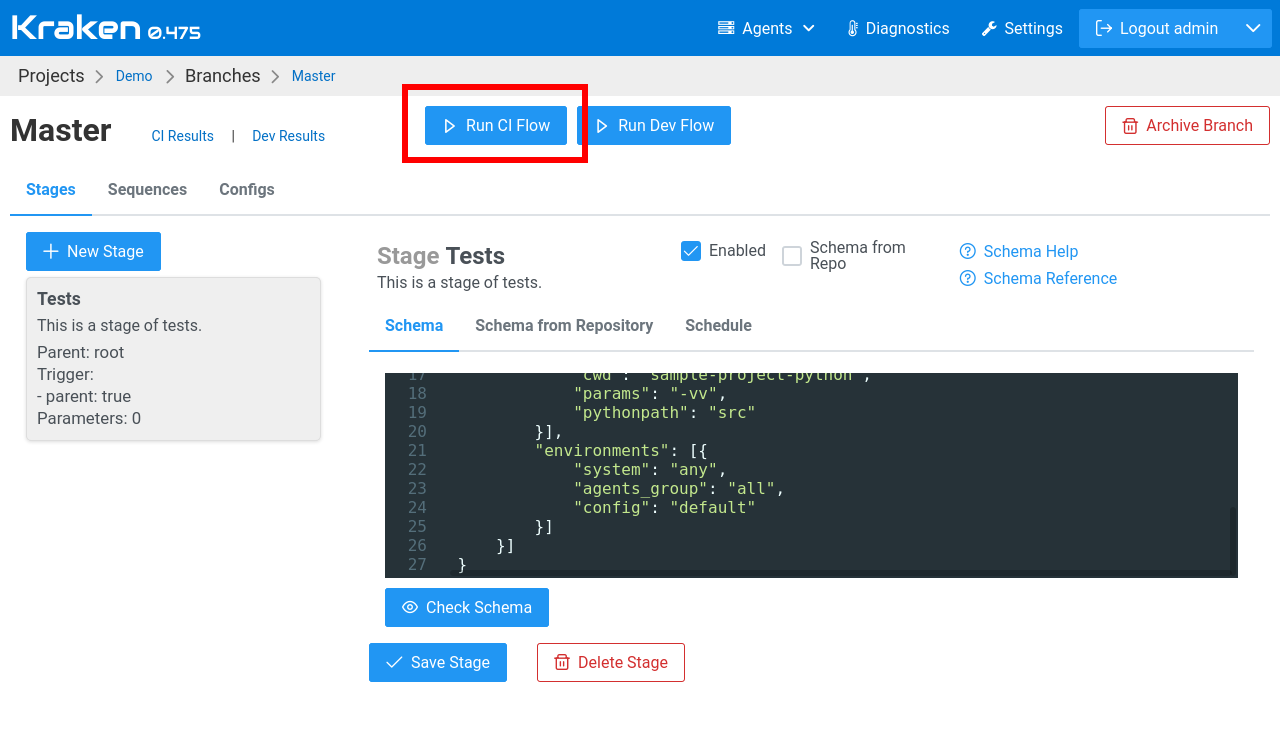 Kraken 0.475
Agents
Diagnostics
Settings
Logout admin
Projects > Demo > Branches > Master
Master
CI Results | Dev Results
Run CI Flow
Run Dev Flow
Archive Branch
Stages
Sequences
Configs
New Stage
Tests
This is a stage of tests.
Parent: root
Trigger:
- parent: true
Parameters: 0
Stage Tests
This is a stage of tests.
Enabled
Schema from
Repo
Schema Help
Schema Reference
Schema
Schema from Repository
Schedule
17 "cwd": "sample-project-python",
18 "params": "-vv",
19 "pythonpath": "src"
20 }],
21 "environments": [{
22 "system": "any",
23 "agents_group": "all",
24 "config": "default"
25 }]
26 }]
27 }
Check Schema
Save Stage
Delete Stage